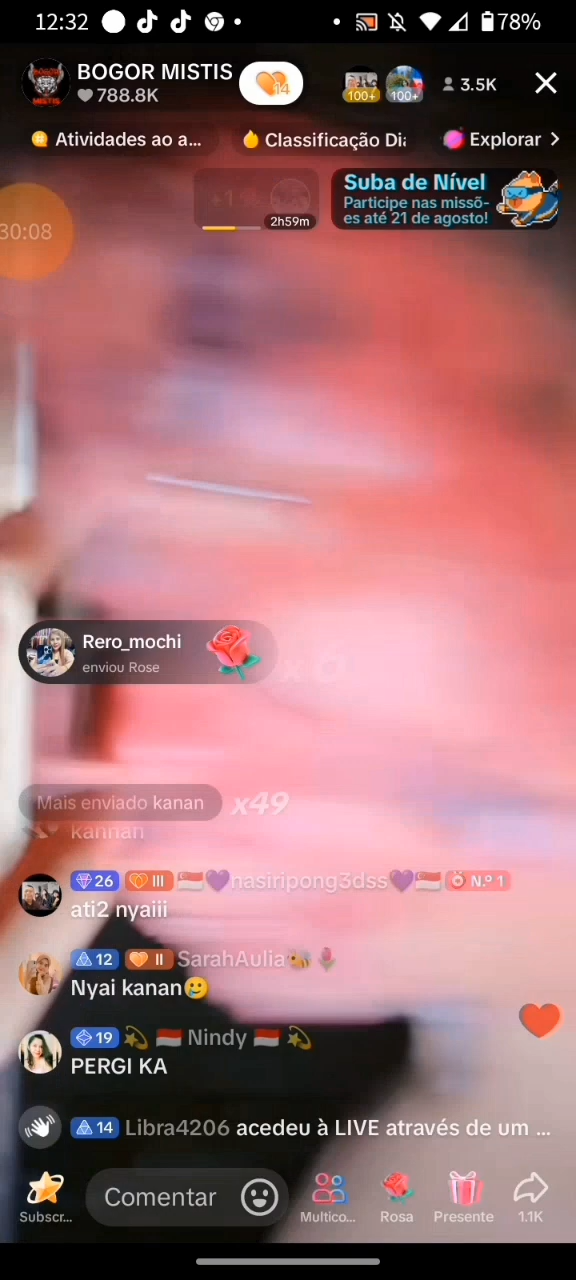 12:32
78%
BOGOR MISTIS
788.8K
14
100+
100+
3.5K
Atividades ao a...
Classificação Diá
Explorar
+1
2h59m
Suba de Nível
Participe nas missõ-
es até 21 de agosto!
30:08
Rero_mochi
enviou Rose
x
Mais enviado kanan
x49
kannan
26 III nasiripong3dss N.º 1
ati2 nyaiii
12 II SarahAulia
Nyai kanan
19 Nindy
PERGI KA
14 Libra4206 acedeu à LIVE através de um ...
Comentar
Subscr...
Multico...
Rosa
Presente
1.1K